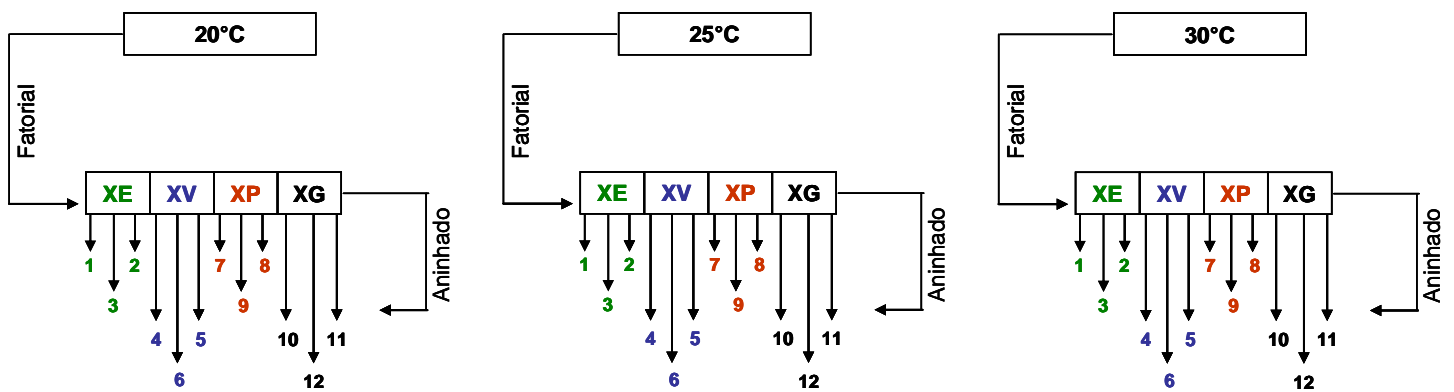 20°C
Fatorial
XE XV XP XG
Aninhado
1 2 7 8
3 9
4 5 10 11
6 12
25°C
Fatorial
XE XV XP XG
Aninhado
1 2 7 8
3 9
4 5 10 11
6 12
30°C
Fatorial
XE XV XP XG
Aninhado
1 2 7 8
3 9
4 5 10 11
6 12